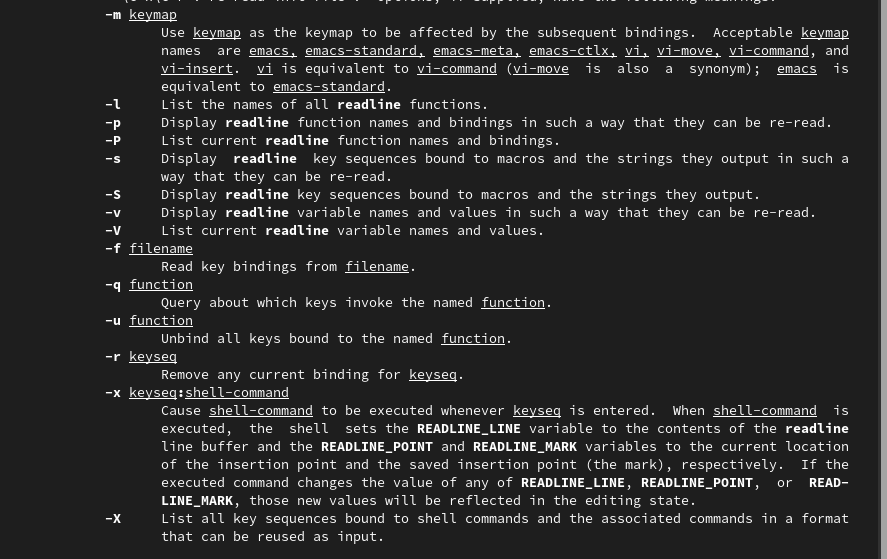 -m keymap
Use keymap as the keymap to be affected by the subsequent bindings. Acceptable keymap
names are emacs, emacs-standard, emacs-meta, emacs-ctlx, vi, vi-move, vi-command, and
vi-insert. vi is equivalent to vi-command (vi-move is also a synonym); emacs is
equivalent to emacs-standard.
-l List the names of all readline functions.
-p Display readline function names and bindings in such a way that they can be re-read.
-P List current readline function names and bindings.
-s Display readline key sequences bound to macros and the strings they output in such a
way that they can be re-read.
-S Display readline key sequences bound to macros and the strings they output.
-v Display readline variable names and values in such a way that they can be re-read.
-V List current readline variable names and values.
-f filename
Read key bindings from filename.
-q function
Query about which keys invoke the named function.
-u function
Unbind all keys bound to the named function.
-r keyseq
Remove any current binding for keyseq.
-x keyseq:shell-command
Cause shell-command to be executed whenever keyseq is entered. When shell-command is
executed, the shell sets the READLINE_LINE variable to the contents of the readline
line buffer and the READLINE_POINT and READLINE_MARK variables to the current location
of the insertion point and the saved insertion point (the mark), respectively. If the
executed command changes the value of any of READLINE_LINE, READLINE_POINT, or READ-
LINE_MARK, those new values will be reflected in the editing state.
-X List all key sequences bound to shell commands and the associated commands in a format
that can be reused as input.